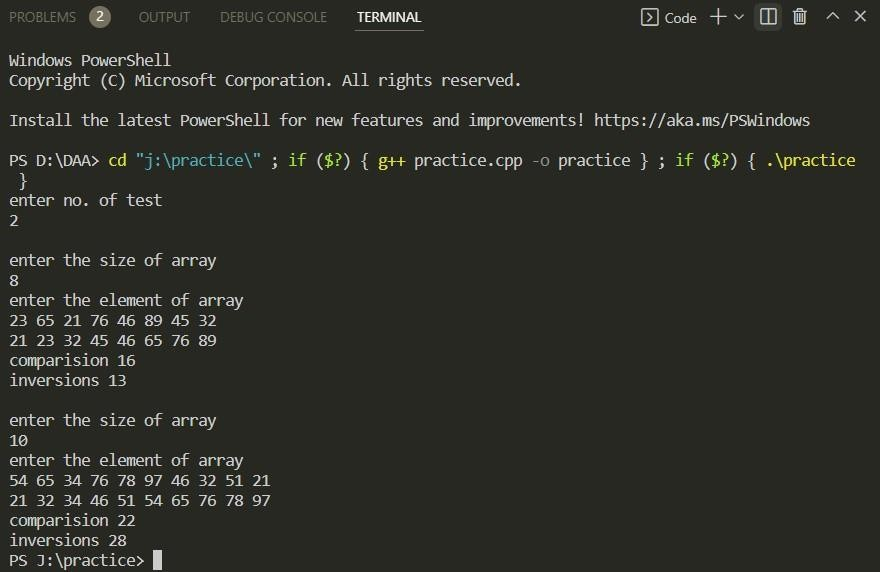 PROBLEMS 2 OUTPUT DEBUG CONSOLE TERMINAL Code
Windows PowerShell
Copyright (C) Microsoft Corporation. All rights reserved.
Install the latest PowerShell for new features and improvements! https://aka.ms/PSWindows
PS D:\DAA> cd "j:\practice\" ; if ($?) { g++ practice.cpp -o practice } ; if ($?) { .\practice
}
enter no. of test
2
enter the size of array
8
enter the element of array
23 65 21 76 46 89 45 32
21 23 32 45 46 65 76 89
comparision 16
inversions 13
enter the size of array
10
enter the element of array
54 65 34 76 78 97 46 32 51 21
21 32 34 46 51 54 65 76 78 97
comparision 22
inversions 28
PS J:\practice>